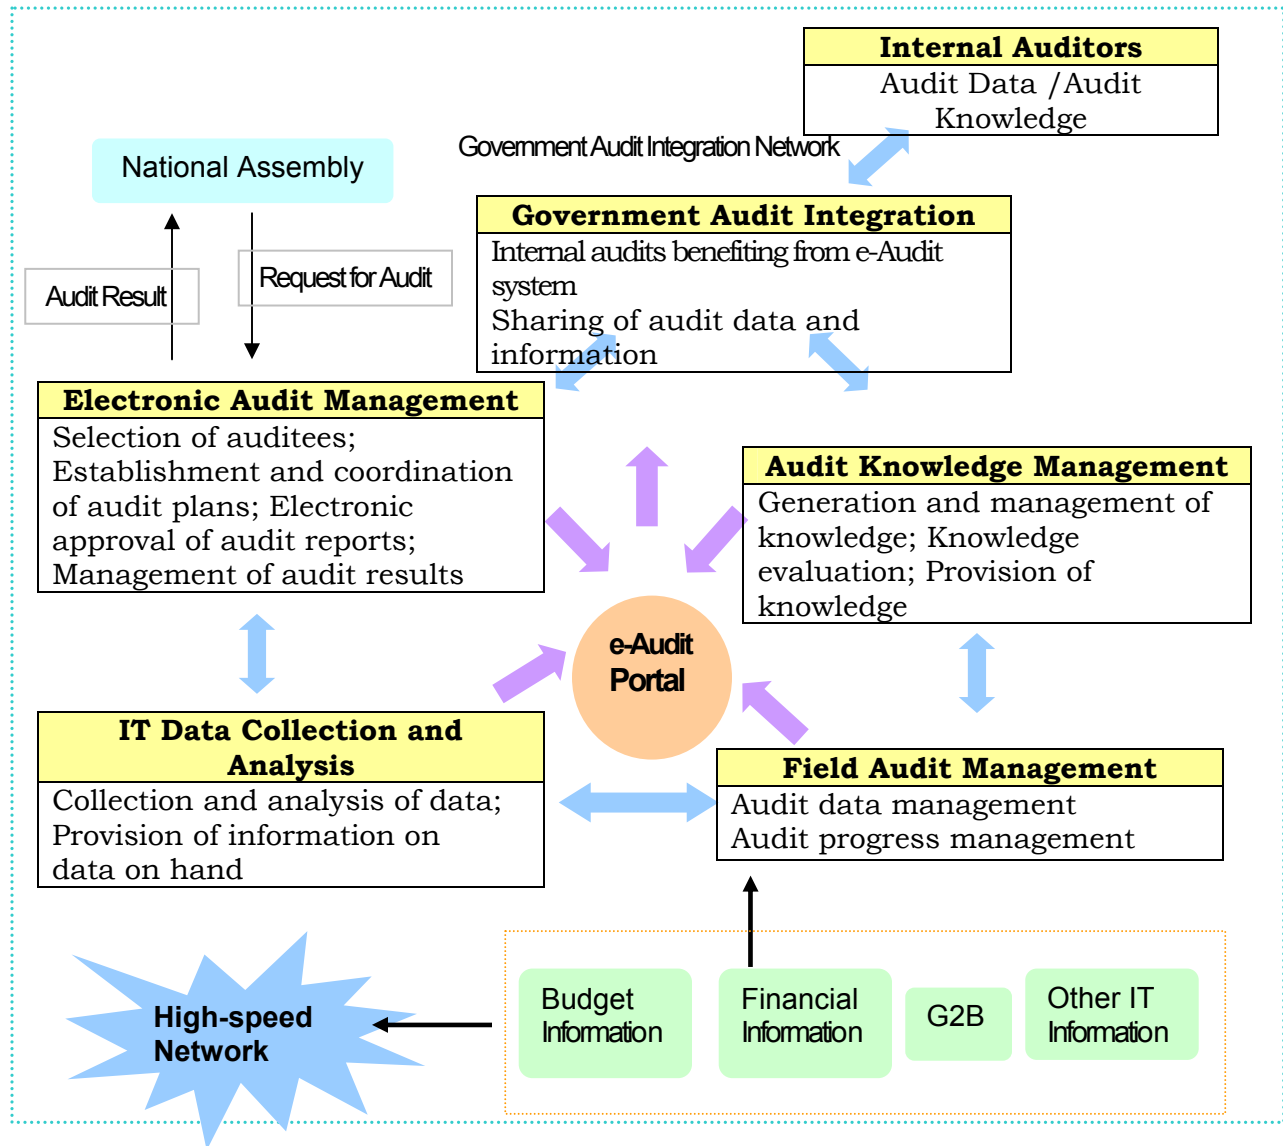 Internal Auditors
Audit Data /Audit
Knowledge
Government Audit Integration Network
National Assembly
Government Audit Integration
Internal audits benefiting from e-Audit
system
Sharing of audit data and
information
Request for Audit
Audit Result
Electronic Audit Management
Selection of auditees;
Establishment and coordination
of audit plans; Electronic
approval of audit reports;
Management of audit results
Audit Knowledge Management
Generation and management of
knowledge; Knowledge
evaluation; Provision of
knowledge
e-Audit
Portal
IT Data Collection and
Analysis
Collection and analysis of data;
Provision of information on
data on hand
Field Audit Management
Audit data management
Audit progress management
High-speed
Network
Budget
Information
Financial
Information
G2B
Other IT
Information